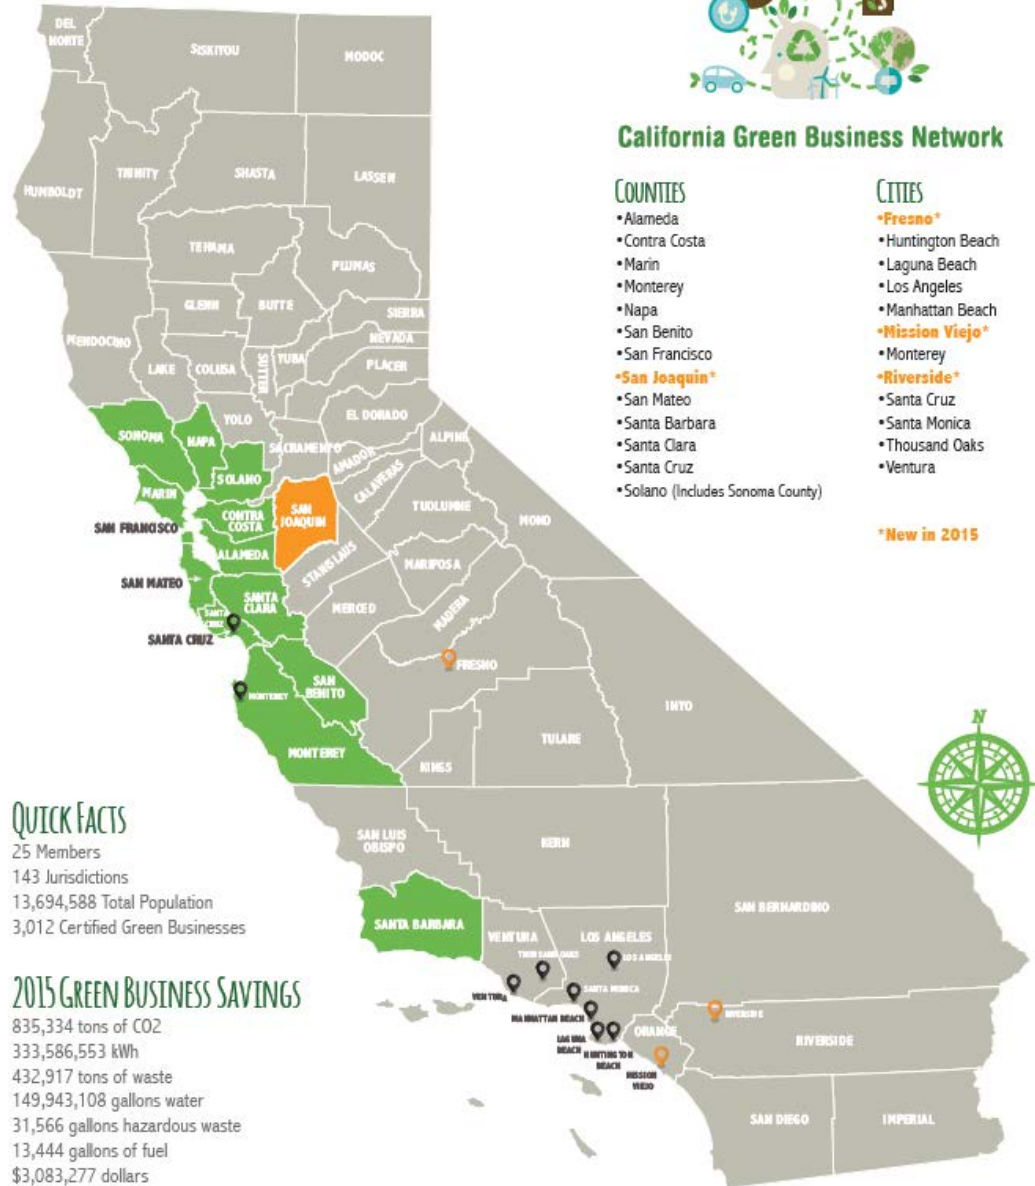 California Green Business Network
COUNTIES
•Alameda
•Contra Costa
•Marin
•Monterey
•Napa
•San Benito
•San Francisco
•San Joaquin*
•San Mateo
•Santa Barbara
•Santa Clara
•Santa Cruz
•Solano (Includes Sonoma County)
CITIES
•Fresno*
•Huntington Beach
•Laguna Beach
•Los Angeles
•Manhattan Beach
•Mission Viejo*
•Monterey
•Riverside*
•Santa Cruz
•Santa Monica
•Thousand Oaks
•Ventura
*New in 2015
DEL
NORTE
SISKIYOU
MODOC
HUMBOLDT
TRINITY
SHASTA
LASSEN
TEHAMA
PLUMAS
GLENN
BUTTE
SIERRA
MENDOCINO
NEVADA
LAKE
COLUSA
SUTTER
YUBA
PLACER
YOLO
EL DORADO
SONOMA
NAPA
SACRAMENTO
ALPINE
AMADOR
SOLANO
CALAVERAS
MARIN
CONTRA
COSTA
SAN
JOAQUIN
TUOLUMNE
MONO
SAN FRANCISCO
ALAMEDA
STANISLAUS
MARIPOSA
SAN MATEO
SANTA
CLARA
MERCED
MADERA
SANTA
CRUZ
SANTA CRUZ
FRESNO
SAN
BENITO
MONTEREY
INYO
MONTEREY
TULARE
KINGS
N
SAN LUIS
OBISPO
KERN
SANTA BARBARA
SAN BERNARDINO
VENTURA
LOS ANGELES
THOUSAND OAKS
LOS ANGELES
VENTURA
SANTA MONICA
MANHATTAN BEACH
LAGUNA
BEACH
HUNTINGTON
BEACH
ORANGE
RIVERSIDE
RIVERSIDE
MISSION
VIEJO
SAN DIEGO
IMPERIAL
QUICK FACTS
25 Members
143 Jurisdictions
13,694,588 Total Population
3,012 Certified Green Businesses
2015 GREEN BUSINESS SAVINGS
835,334 tons of CO2
333,586,553 kWh
432,917 tons of waste
149,943,108 gallons water
31,566 gallons hazardous waste
13,444 gallons of fuel
$3,083,277 dollars